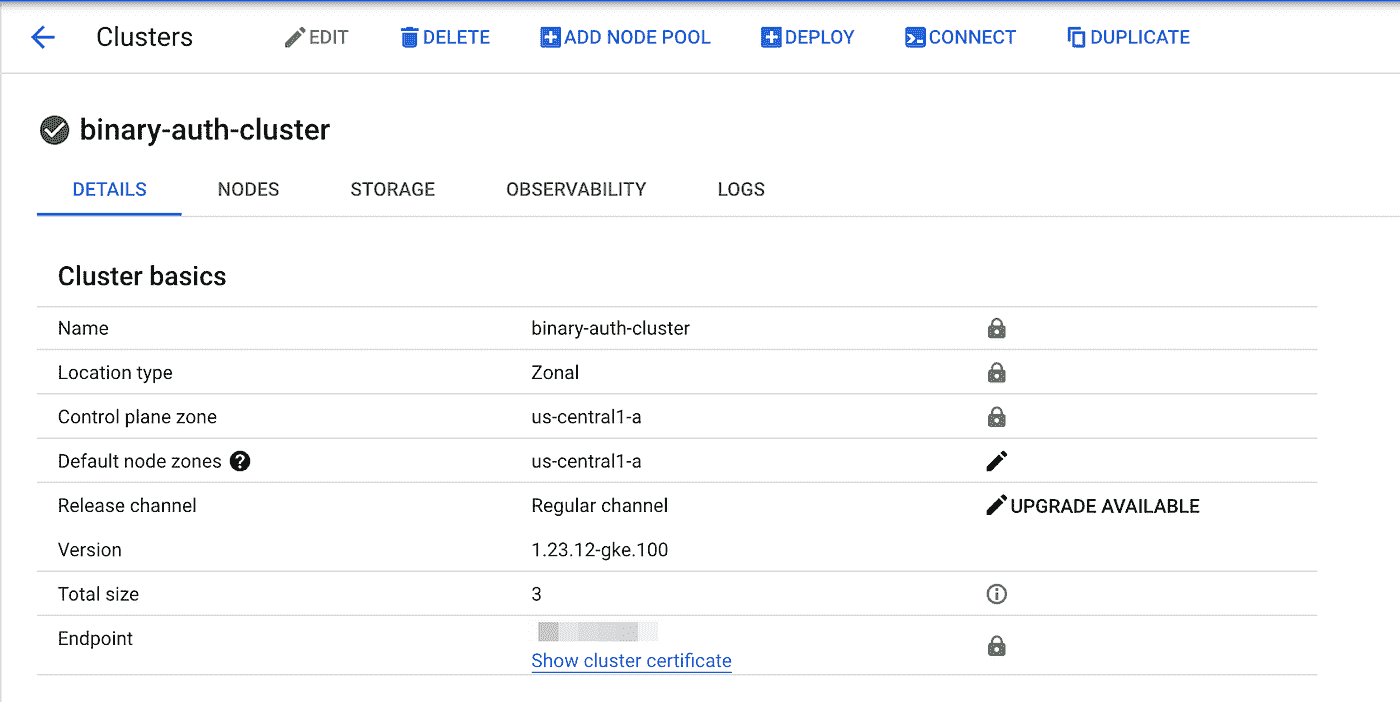 Clusters EDIT DELETE ADD NODE POOL DEPLOY CONNECT DUPLICATE
binary-auth-cluster
DETAILS NODES STORAGE OBSERVABILITY LOGS
Cluster basics
Name binary-auth-cluster
Location type Zonal
Control plane zone us-central1-a
Default node zones us-central1-a
Release channel Regular channel UPGRADE AVAILABLE
Version 1.23.12-gke.100
Total size 3
Endpoint
Show cluster certificate